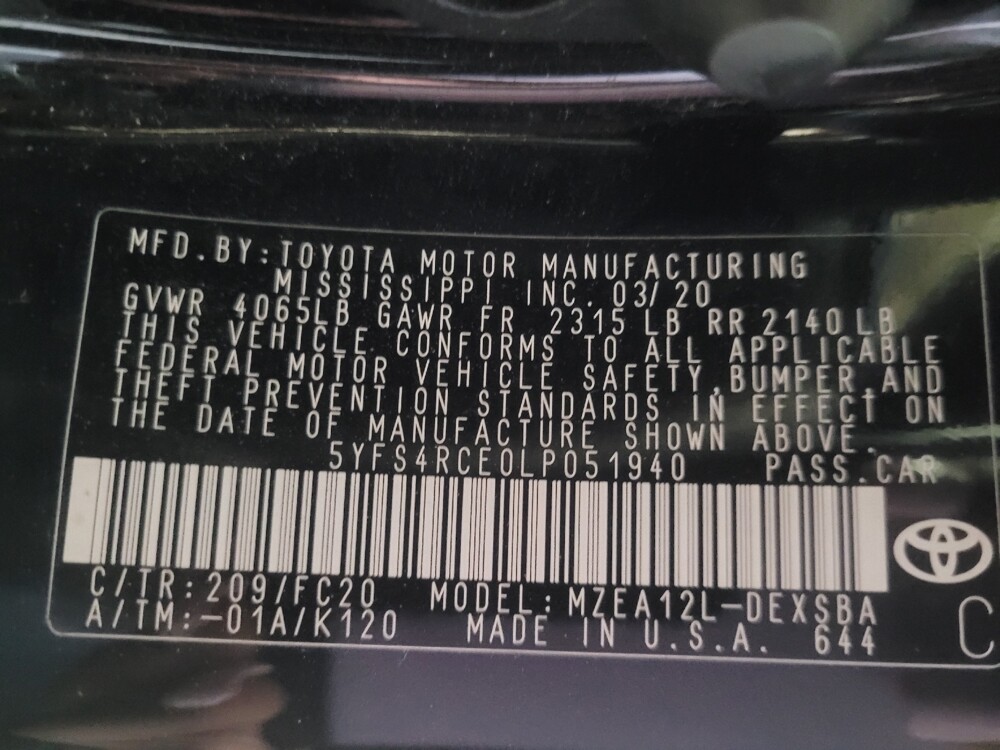 MFD.BY:TOYOTA MOTOR MANUFACTURING
MISSISSIPPI INC. 03/20
GVWR 4065LB GAWR FR 2315 LB RR 2140 LB
THIS VEHICLE CONFORMS TO ALL APPLICABLE
FEDERAL MOTOR VEHICLE SAFETY,BUMPER,AND
THEFT PREVENTION STANDARDS IN EFFECT ON
THE DATE OF MANUFACTURE SHOWN ABOVE.
5YFS4RCE0LP051940 PASS.CAR
C/TR:209/FC20 MODEL:MZEA12L-DEXSBA
A/TM:-01A/K120 MADE IN U.S.A. 644
C